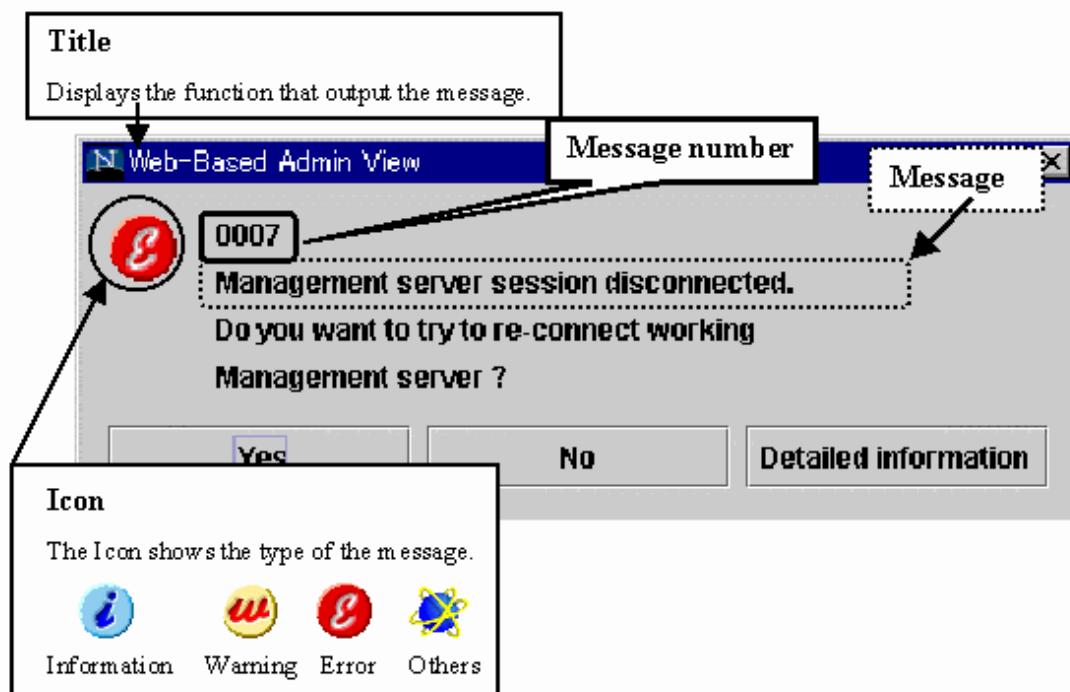 Title
Displays the function that output the message.
Web-Based Admin View
Message number
Message
0007
Management server session disconnected.
Do you want to try to re-connect working
Management server ?
Yes
No
Detailed information
Icon
The Icon shows the type of the message.
Information
Warning
Error
Others